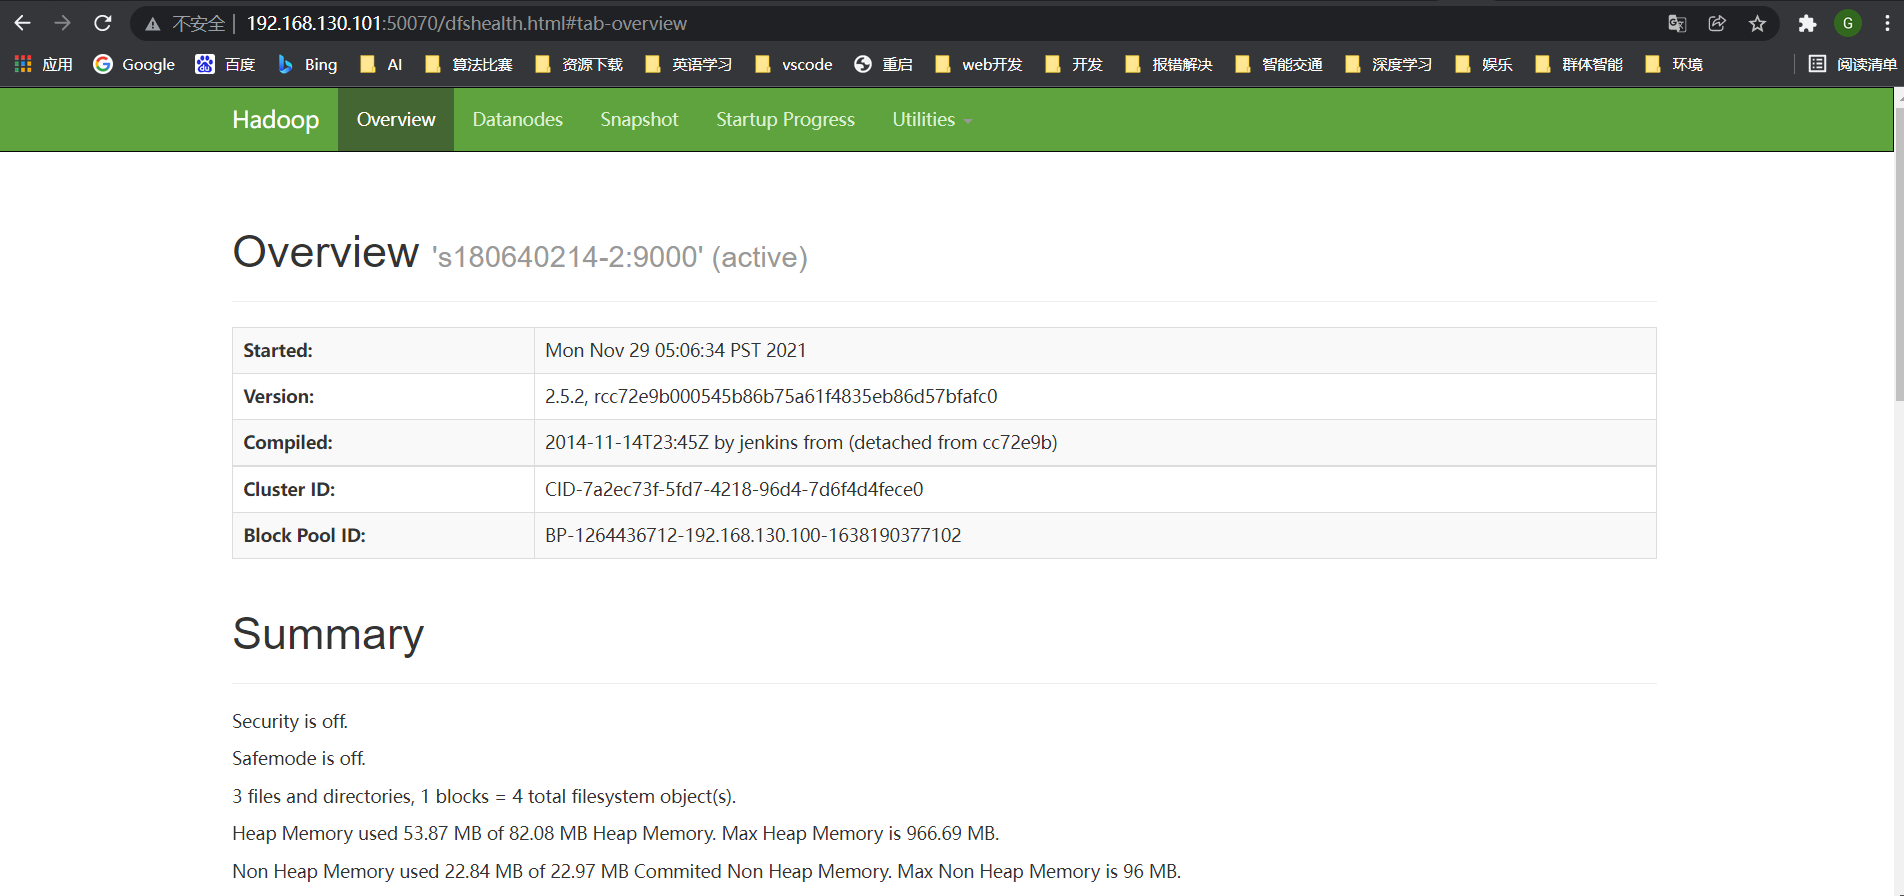 不安全 | 192.168.130.101:50070/dfshealth.html#tab-overview G
应用 Google 百度 Bing AI 算法比赛 资源下载 英语学习 vscode 重启 web开发 开发 报错解决 智能交通 深度学习 娱乐 群体智能 环境 阅读清单
Hadoop Overview Datanodes Snapshot Startup Progress Utilities
Overview 's180640214-2:9000' (active)
Started: Mon Nov 29 05:06:34 PST 2021
Version: 2.5.2, rcc72e9b000545b86b75a61f4835eb86d57bfafc0
Compiled: 2014-11-14T23:45Z by jenkins from (detached from cc72e9b)
Cluster ID: CID-7a2ec73f-5fd7-4218-96d4-7d6f4d4fece0
Block Pool ID: BP-1264436712-192.168.130.100-1638190377102
Summary
Security is off.
Safemode is off.
3 files and directories, 1 blocks = 4 total filesystem object(s).
Heap Memory used 53.87 MB of 82.08 MB Heap Memory. Max Heap Memory is 966.69 MB.
Non Heap Memory used 22.84 MB of 22.97 MB Commited Non Heap Memory. Max Non Heap Memory is 96 MB.